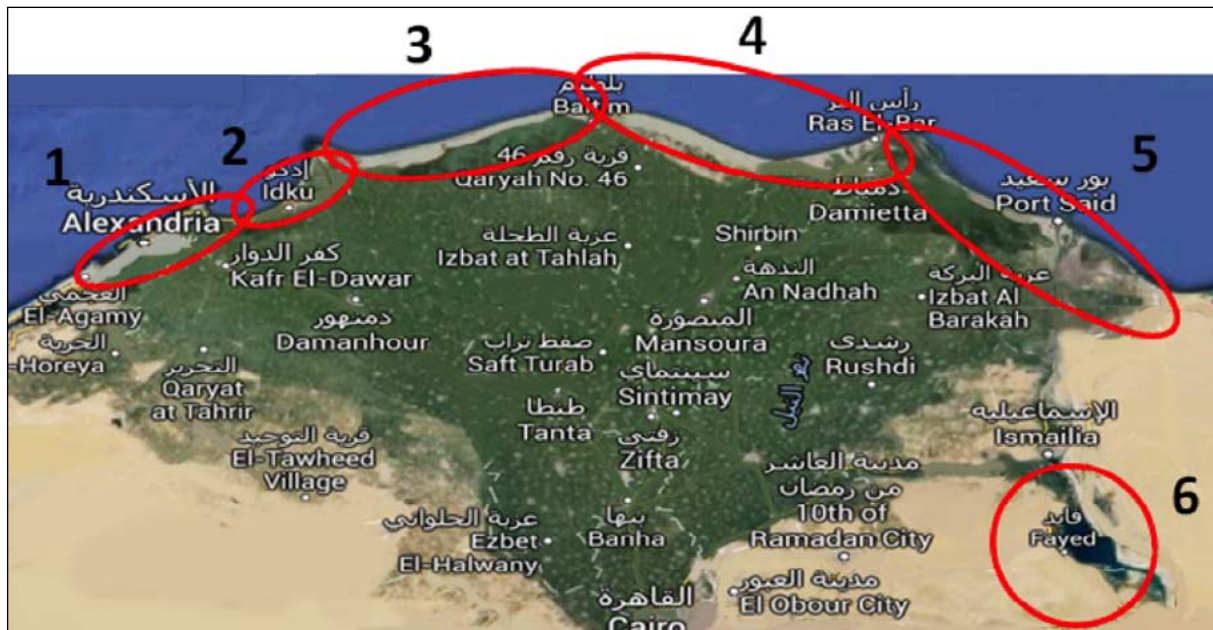 3
4
بلطيم
Baltim
رأس البر
Ras El-Bar
2
5
1
إدكو
Idku
46 قرية رقم
Qaryah No. 46
بور سعيد
Port Said
الأسكندرية
Alexandria
دمياط
Damietta
عزبة الطحلة
Izbat at Tahlah
Shirbin
كفر الدوار
Kafr El-Dawar
الندهة
An Nadhah
عزبة البركة
Izbat Al
Barakah
العجمي
El-Agamy
دمنهور
Damanhour
المنصورة
Mansoura
صفط تراب
Saft Turab
رشدى
Rushdi
الحرية
-Horeya
التحرير
Qaryat
at Tahrir
سينتماي
Sintimay
نهر النيل
طنطا
Tanta
زفتى
Zifta
الإسماعيلية
Ismailia
قرية التوحيد
El-Tawheed
Village
مدينة العاشر
من رمضان
10th of
Ramadan City
6
عزبة الحلواني
Ezbet
El-Halwany
بنها
Banha
فايد
Fayed
القاهرة
Cairo
مدينة العبور
El Obour City